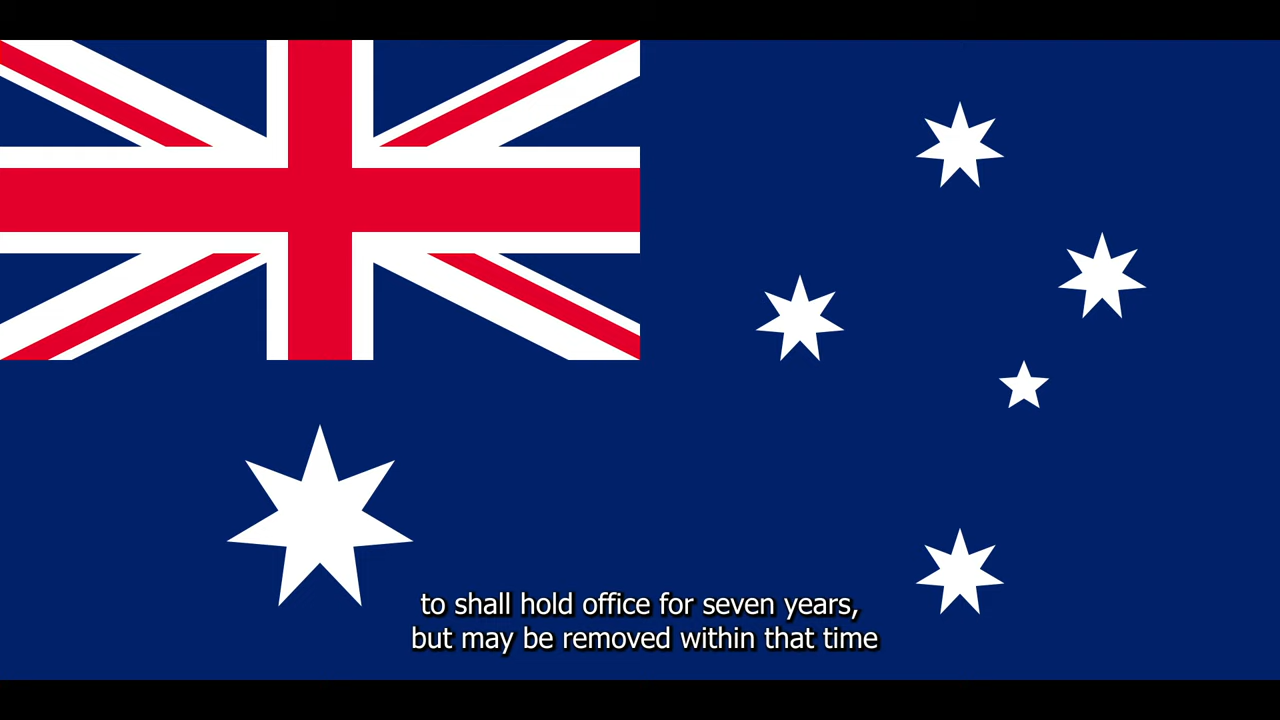 to shall hold office for seven years,
but may be removed within that time